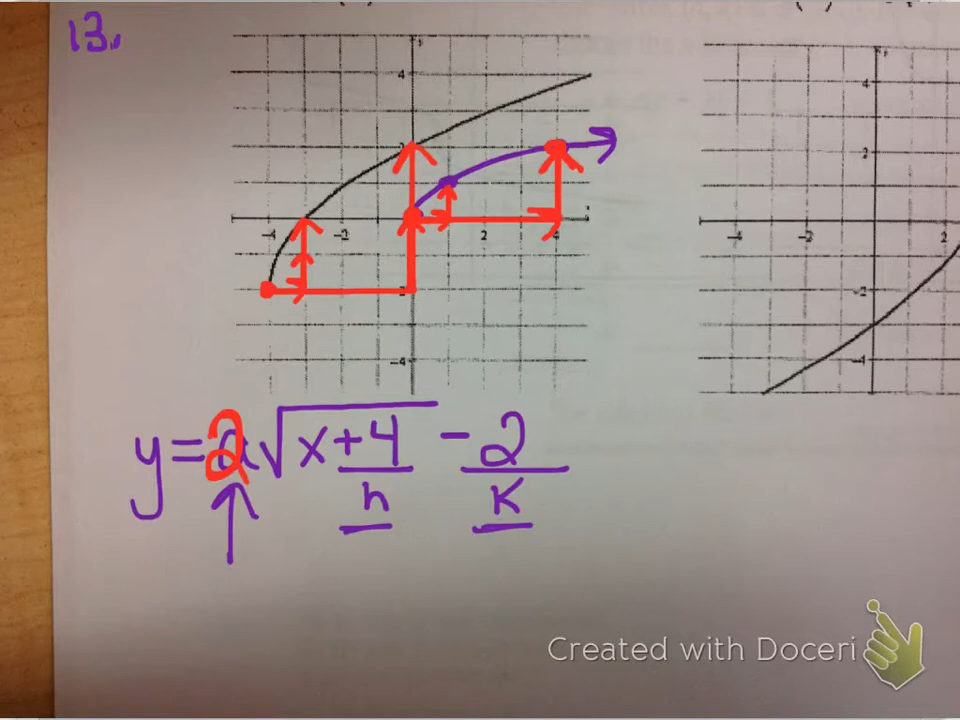 13.
4
2
-4 -2 2 4
-2
-4
4
2
-4 -2 2
-2
-4
y=2√x+4 -2
h K
Created with Doceri